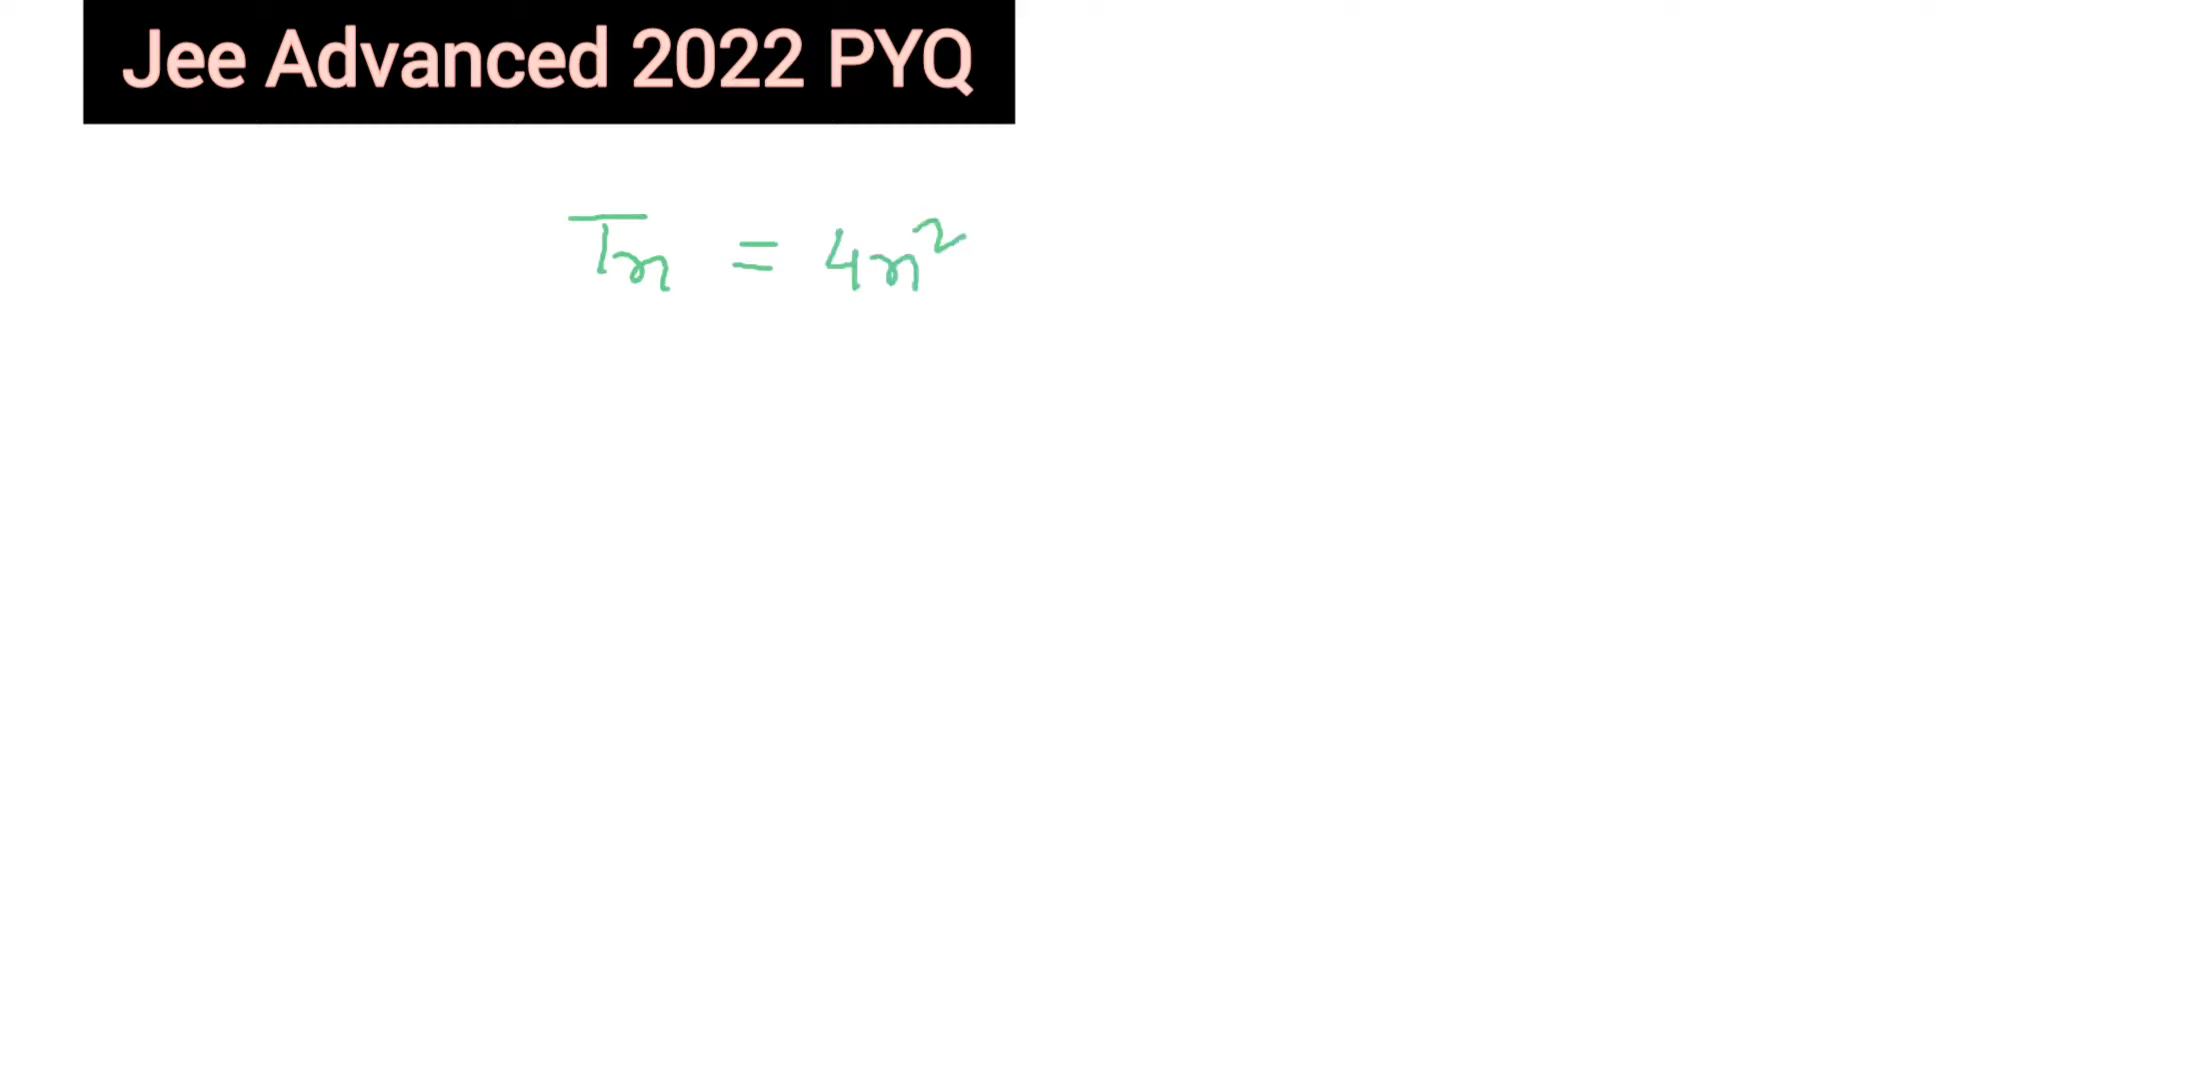 Jee Advanced 2022 PYQ
Tn = 4n²